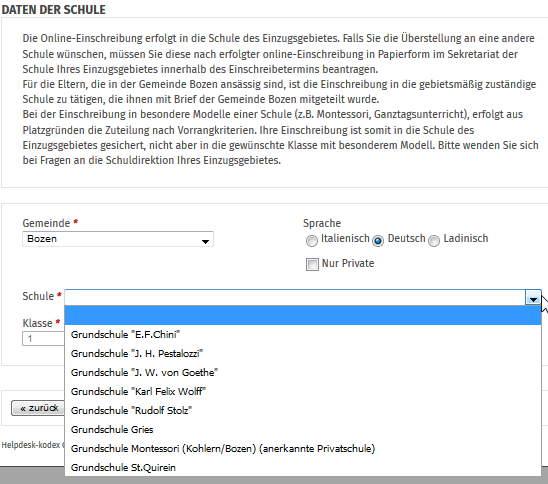 DATEN DER SCHULE
Die Online-Einschreibung erfolgt in die Schule des Einzugsgebietes. Falls Sie die Überstellung an eine andere
Schule wünschen, müssen Sie diese nach erfolgter online-Einschreibung in Papierform im Sekretariat der
Schule Ihres Einzugsgebietes innerhalb des Einschreibetermins beantragen.
Für die Eltern, die in der Gemeinde Bozen ansässig sind, ist die Einschreibung in die gebietsmäßig zuständige
Schule zu tätigen, die ihnen mit Brief der Gemeinde Bozen mitgeteilt wurde.
Bei der Einschreibung in besondere Modelle einer Schule (z.B. Montessori, Ganztagsunterricht), erfolgt aus
Platzgründen die Zuteilung nach Vorrangkriterien. Ihre Einschreibung ist somit in die Schule des
Einzugsgebietes gesichert, nicht aber in die gewünschte Klasse mit besonderem Modell. Bitte wenden Sie sich
bei Fragen an die Schuldirektion Ihres Einzugsgebietes.
Gemeinde * Sprache
Bozen Italienisch Deutsch Ladinisch
Nur Private
Schule *
Klasse *
1
Grundschule "E.F.Chini"
Grundschule "J. H. Pestalozzi"
Grundschule "J. W. von Goethe"
Grundschule "Karl Felix Wolff"
Grundschule "Rudolf Stolz"
« zurück
Grundschule Gries
Helpdesk-kodex
Grundschule Montessori (Kohlern/Bozen) (anerkannte Privatschule)
Grundschule St.Quirein